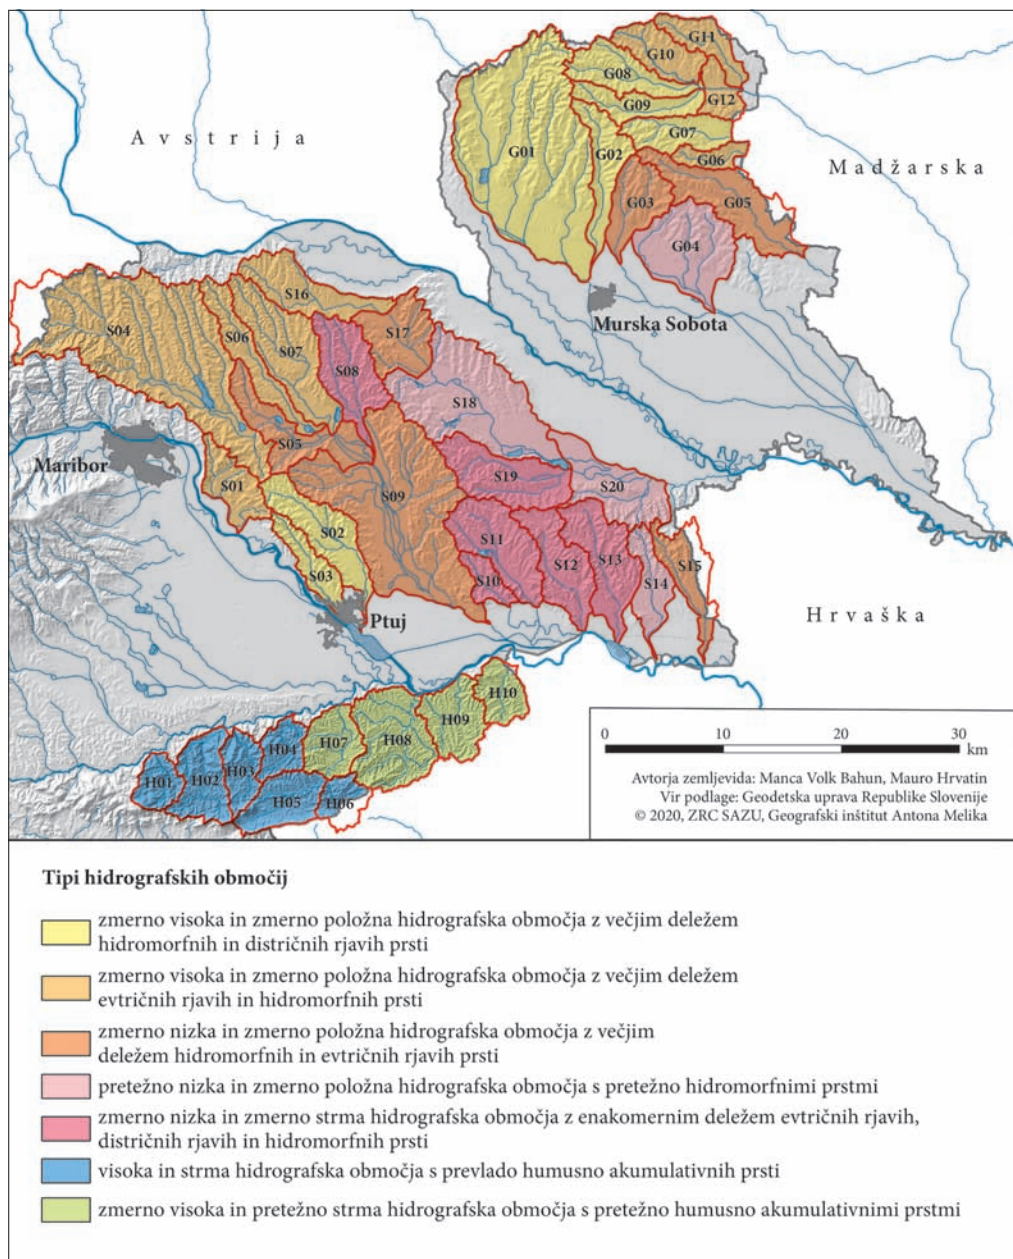 Avstrija
Madžarska
Hrvaška
G01
G02
G03
G04
G05
G06
G07
G08
G09
G10
G11
G12
Murska Sobota
S01
S02
S03
S04
S05
S06
S07
S08
S09
S10
S11
S12
S13
S14
S15
S16
S17
S18
S19
S20
Maribor
Ptuj
H01
H02
H03
H04
H05
H06
H07
H08
H09
H10
0 10 20 30
km
Avtorja zemljevida: Manca Volk Bahun, Mauro Hrvatin
Vir podlage: Geodetska uprava Republike Slovenije
© 2020, ZRC SAZU, Geografski inštitut Antona Melika
Tipi hidrografskih območij
zmerno visoka in zmerno položna hidrografska območja z večjim deležem
hidromorfnih in distričnih rjavih prsti
zmerno visoka in zmerno položna hidrografska območja z večjim deležem
evtričnih rjavih in hidromorfnih prsti
zmerno nizka in zmerno položna hidrografska območja z večjim
deležem hidromorfnih in evtričnih rjavih prsti
pretežno nizka in zmerno položna hidrografska območja s pretežno hidromorfnimi prstmi
zmerno nizka in zmerno strma hidrografska območja z enakomernim deležem evtričnih rjavih,
distričnih rjavih in hidromorfnih prsti
visoka in strma hidrografska območja s prevlado humusno akumulativnih prsti
zmerno visoka in pretežno strma hidrografska območja s pretežno humusno akumulativnimi prstmi